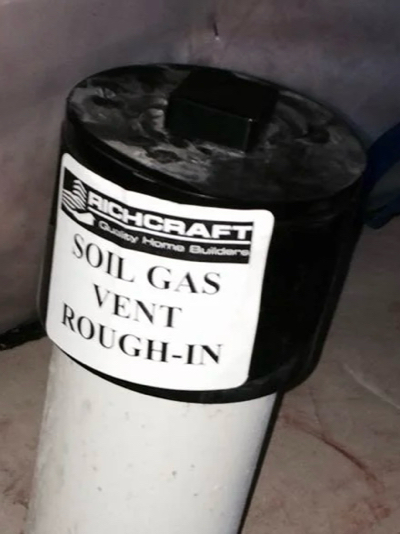 RICHCRAFT
Quality Home Builders
SOIL GAS
VENT
ROUGH-IN